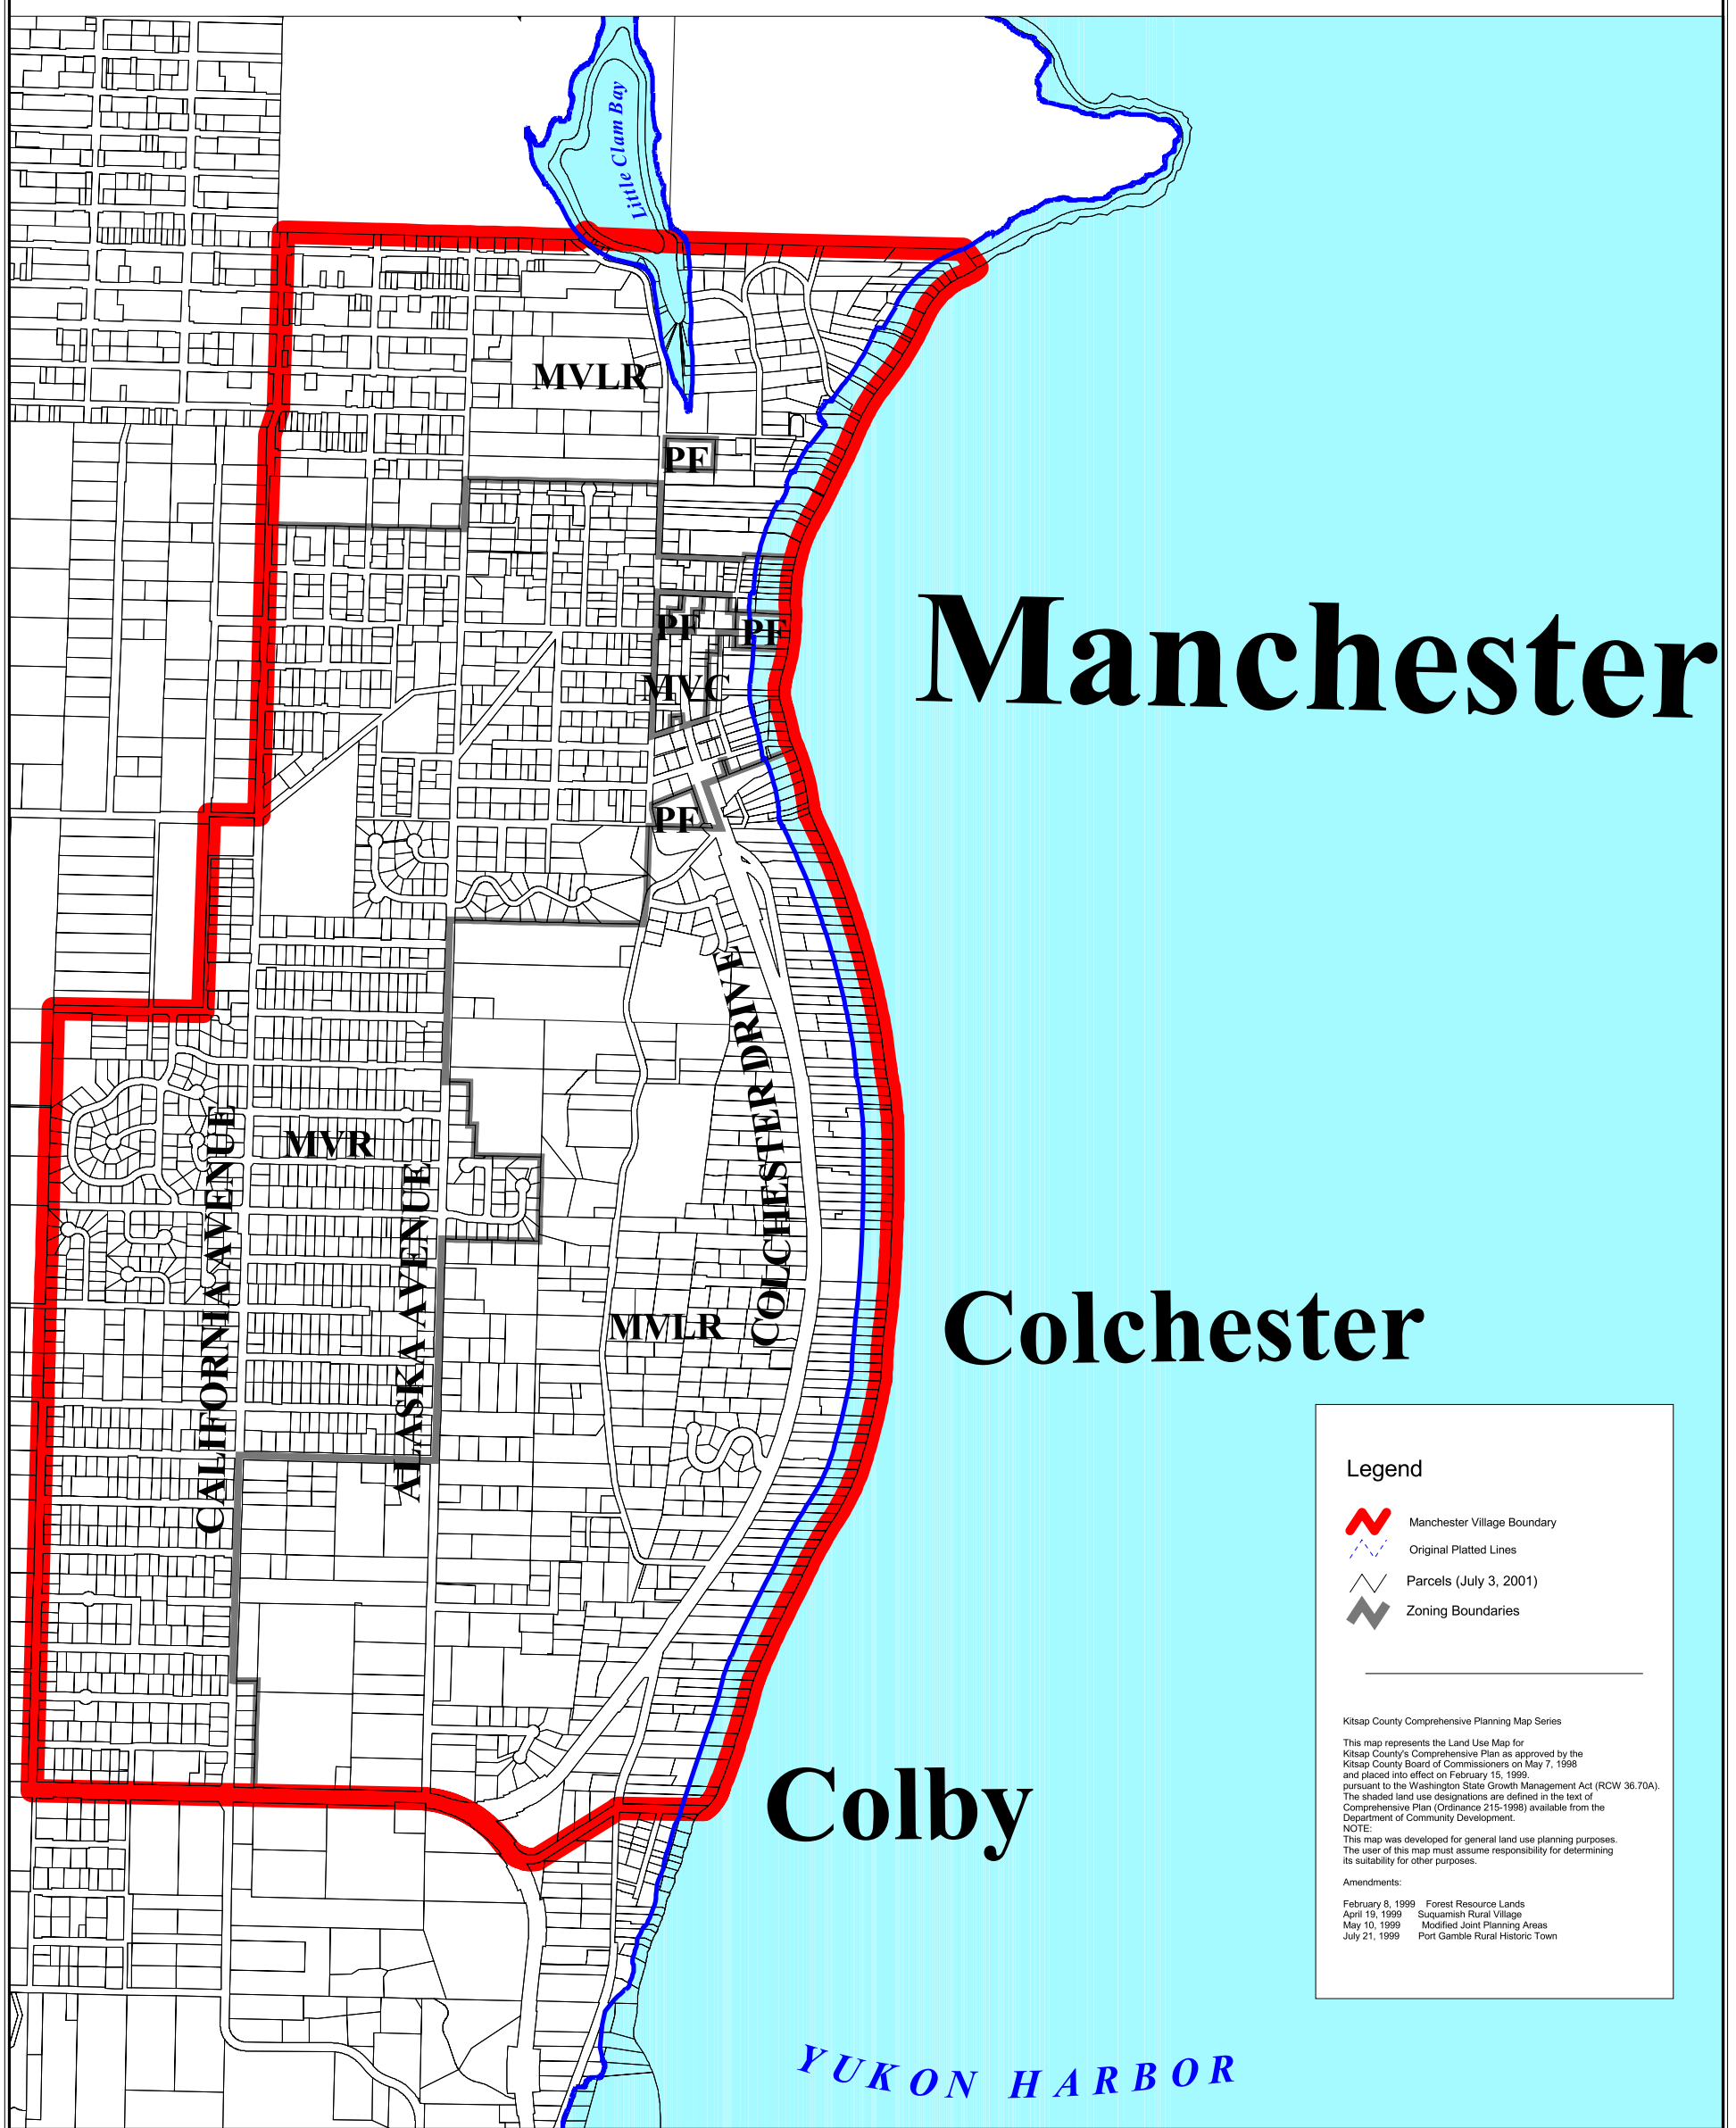 Little Clam Bay
MVLR
PF
Manchester
PF
PF
MVC
PF
COLCHESTER DRIVE
CALIFORNIA AVENUE
MVR
ALASKA AVENUE
MVLR
Colchester
Colby
YUKON HARBOR
Legend
Manchester Village Boundary
Original Platted Lines
Parcels (July 3, 2001)
Zoning Boundaries
Kitsap County Comprehensive Planning Map Series
This map represents the Land Use Map for
Kitsap County's Comprehensive Plan as approved by the
Kitsap County Board of Commissioners on May 7, 1998
and placed into effect on February 15, 1999.
pursuant to the Washington State Growth Management Act (RCW 36.70A).
The shaded land use designations are defined in the text of
Comprehensive Plan (Ordinance 215-1998) available from the
Department of Community Development.
NOTE:
This map was developed for general land use planning purposes.
The user of this map must assume responsibility for determining
its suitability for other purposes.
Amendments:
February 8, 1999 Forest Resource Lands
April 19, 1999 Suquamish Rural Village
May 10, 1999 Modified Joint Planning Areas
July 21, 1999 Port Gamble Rural Historic Town